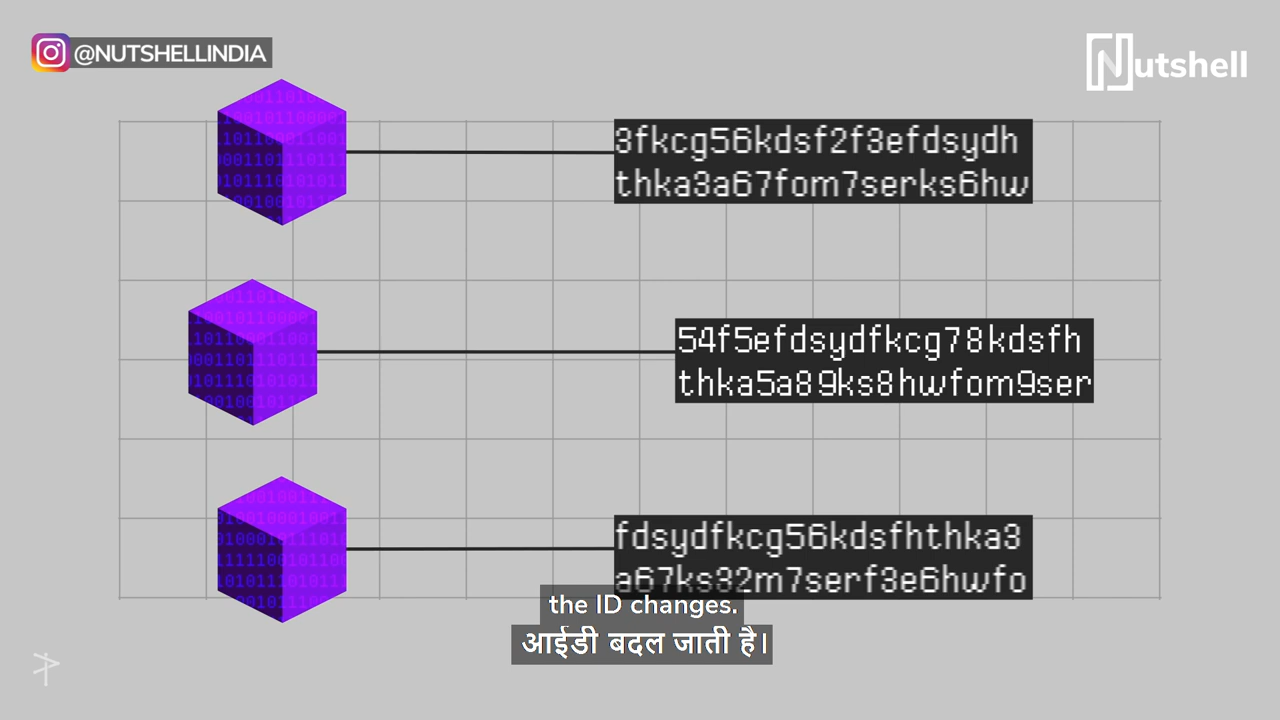 @NUTSHELLINDIA
Nutshell
3fkcg56kdsf2f3efdsydh
thka3a67fom7serks6hw
54f5efdsydfkcg78kdsfh
thka5a89ks8hwfom9ser
fdsydfkcg56kdsfhthka3
a67ks32m7serf3e6hwfo
the ID changes.
आईडी बदल जाती है।